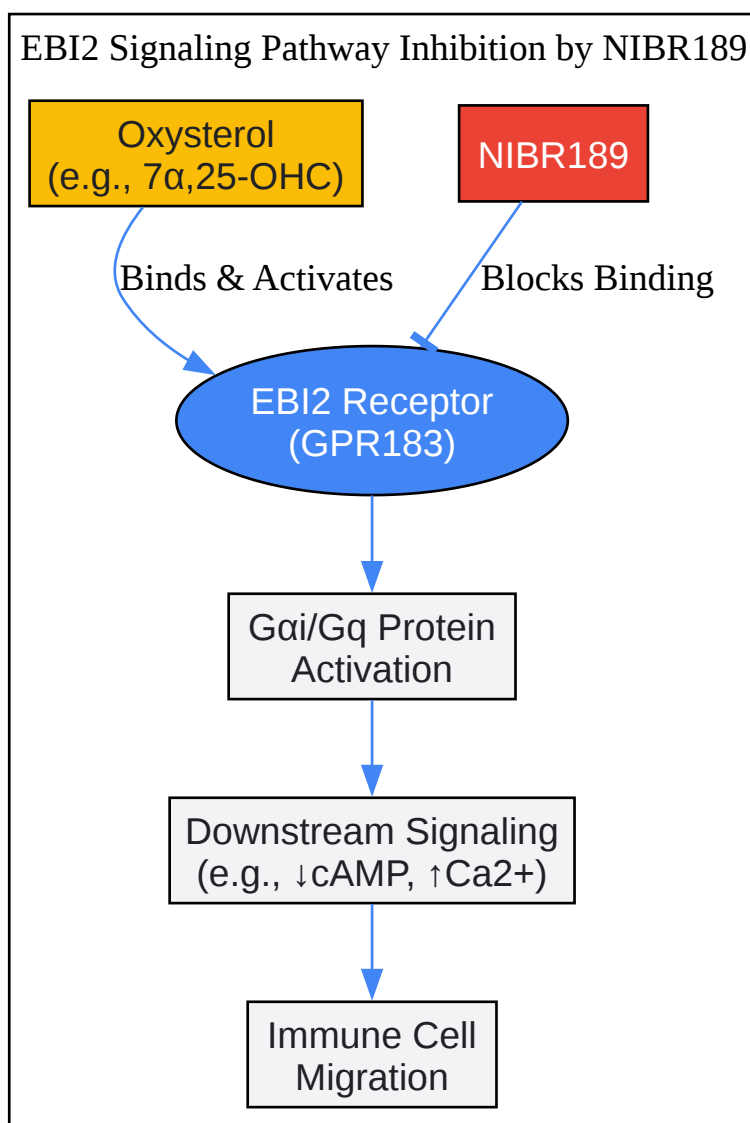 EBI2 Signaling Pathway Inhibition by NIBR189
Oxysterol
(e.g., 7α,25-OHC)
NIBR189
Binds & Activates
Blocks Binding
EBI2 Receptor
(GPR183)
Gαi/Gq Protein
Activation
Downstream Signaling
(e.g., ↓cAMP, ↑Ca2+)
Immune Cell
Migration